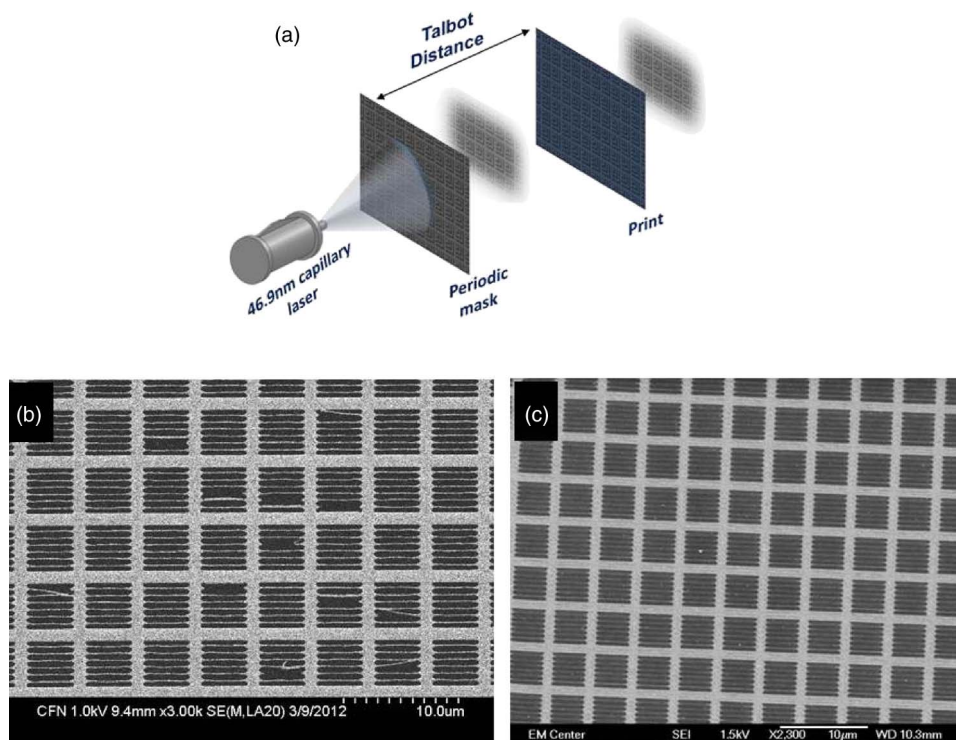 (a)
Talbot
Distance
Print
Periodic
mask
46.9nm capillary
laser
(b)
CFN 1.0kV 9.4mm x3.00k SE(M,LA20) 3/9/2012 10.0um
(c)
EM Center SEI 1.5kV X2,300 10μm WD 10.3mm